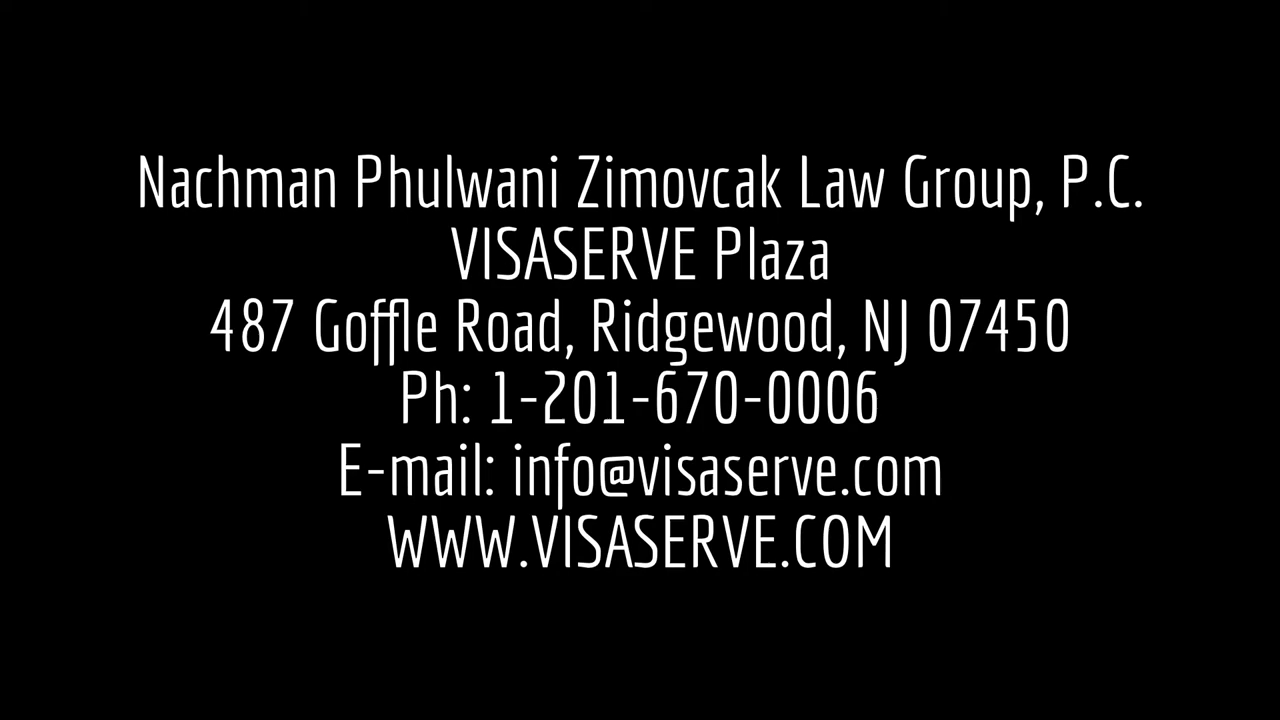 Nachman Phulwani Zimovcak Law Group, P.C.
VISASERVE Plaza
487 Goffle Road, Ridgewood, NJ 07450
Ph: 1-201-670-0006
E-mail: info@visaserve.com
WWW.VISASERVE.COM